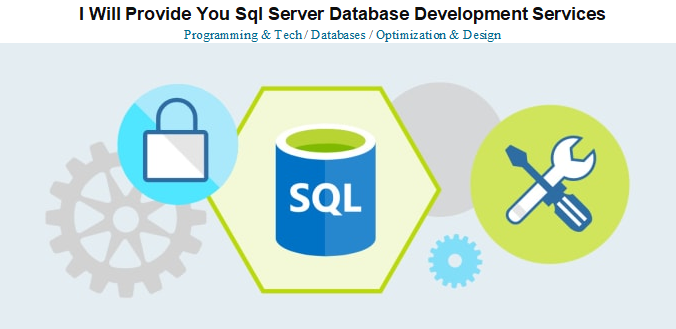 I Will Provide You Sql Server Database Development Services
Programming & Tech / Databases / Optimization & Design
SQL